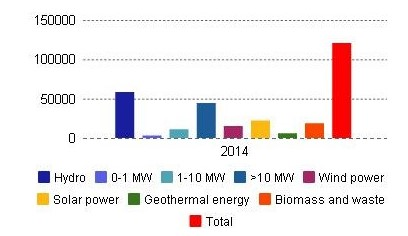 150000
100000
50000
0
2014
Hydro 0-1 MW 1-10 MW >10 MW Wind power
Solar power Geothermal energy Biomass and waste
Total